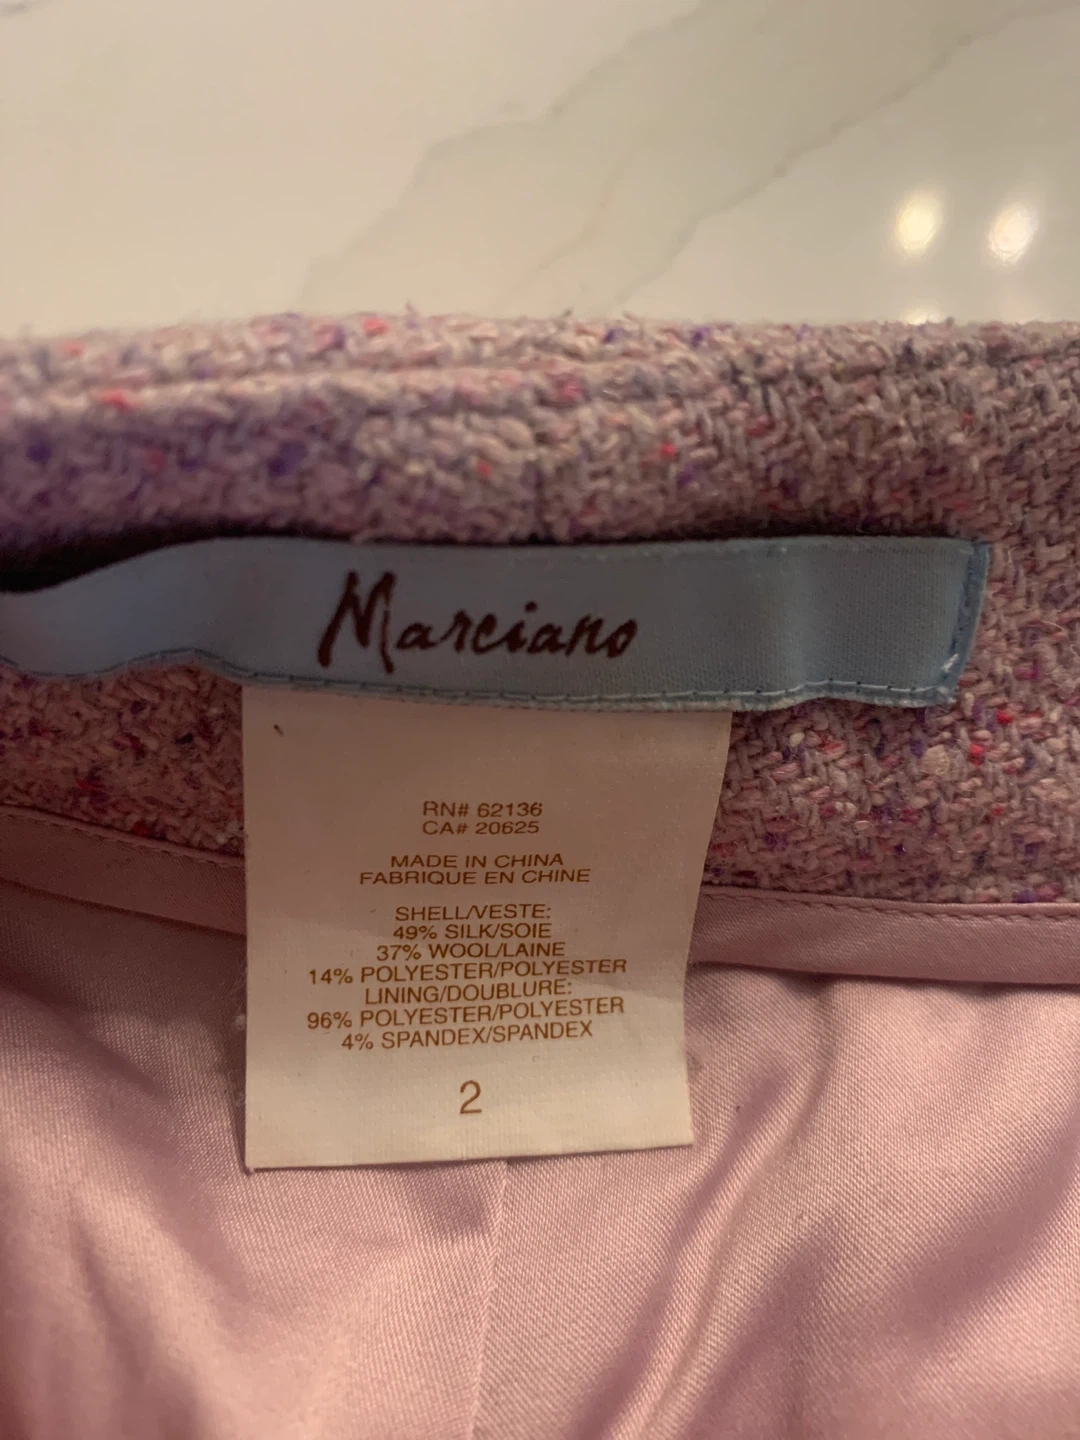 Marciano
RN# 62136
CA# 20625
MADE IN CHINA
FABRIQUE EN CHINE
SHELL/VESTE:
49% SILK/SOIE
37% WOOL/LAINE
14% POLYESTER/POLYESTER
LINING/DOUBLURE:
96% POLYESTER/POLYESTER
4% SPANDEX/SPANDEX
2